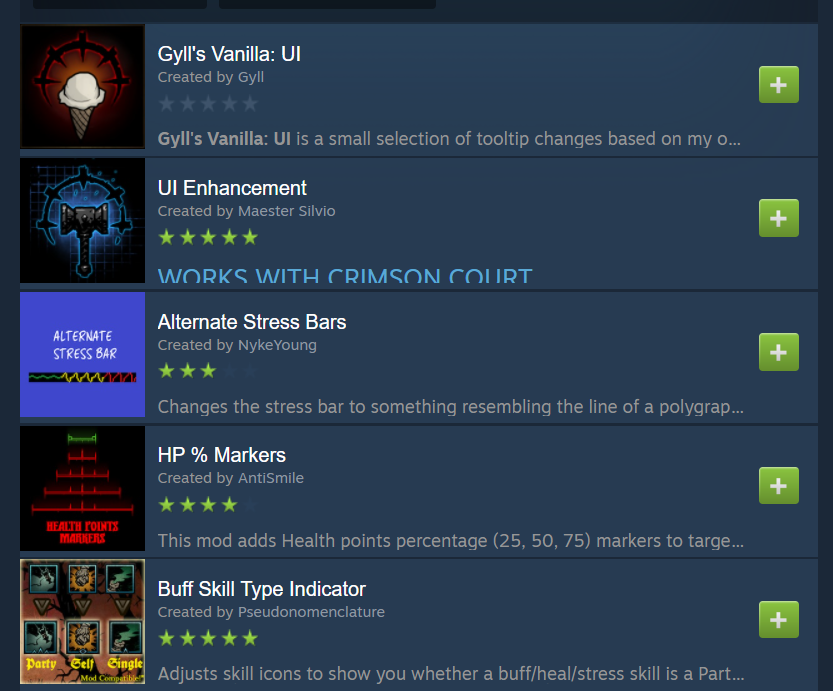 Gyll's Vanilla: UI
Created by Gyll
Gyll's Vanilla: UI is a small selection of tooltip changes based on my o...
UI Enhancement
Created by Maester Silvio
WORKS WITH CRIMSON COURT
ALTERNATE
STRESS BAR
Alternate Stress Bars
Created by NykeYoung
Changes the stress bar to something resembling the line of a polygrap...
HEALTH POINTS
MARKERS
HP % Markers
Created by AntiSmile
This mod adds Health points percentage (25, 50, 75) markers to targe...
Party Self Single
Mod Compatible!
Buff Skill Type Indicator
Created by Pseudonomenclature
Adjusts skill icons to show you whether a buff/heal/stress skill is a Part...